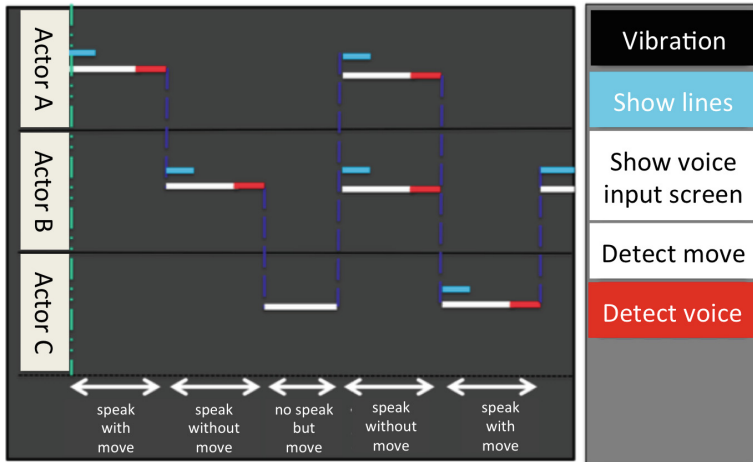 Actor A
Actor B
Actor C
speak
with
move
speak
without
move
no speak
but
move
speak
without
move
speak
with
move
Vibration
Show lines
Show voice
input screen
Detect move
Detect voice